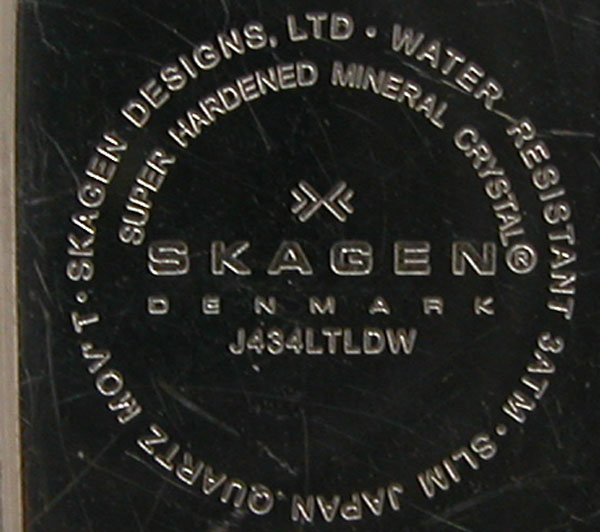 SKAGEN DESIGNS, LTD · WATER RESISTANT 3ATM · SLIM JAPAN QUARTZ MOV'T ·
SUPER HARDENED MINERAL CRYSTAL
SKAGEN®
DENMARK
J434LTLDW